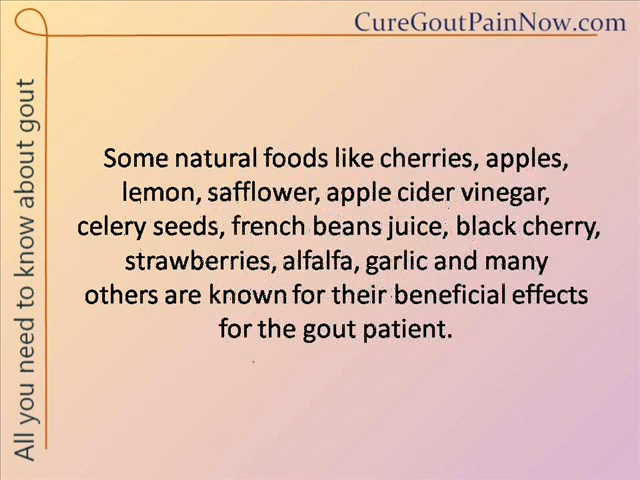 CureGoutPainNow.com
All you need to know about gout
Some natural foods like cherries, apples,
lemon, safflower, apple cider vinegar,
celery seeds, french beans juice, black cherry,
strawberries, alfalfa, garlic and many
others are known for their beneficial effects
for the gout patient.